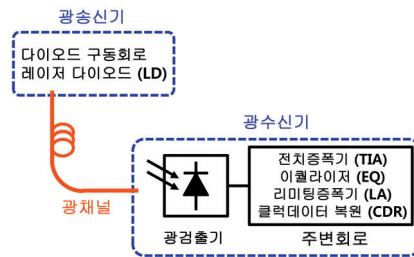 광송신기
다이오드 구동회로
레이저 다이오드 (LD)
광채널
광수신기
광검출기
전치증폭기 (TIA)
이퀄라이저 (EQ)
리미팅증폭기 (LA)
클럭데이터 복원 (CDR)
주변회로